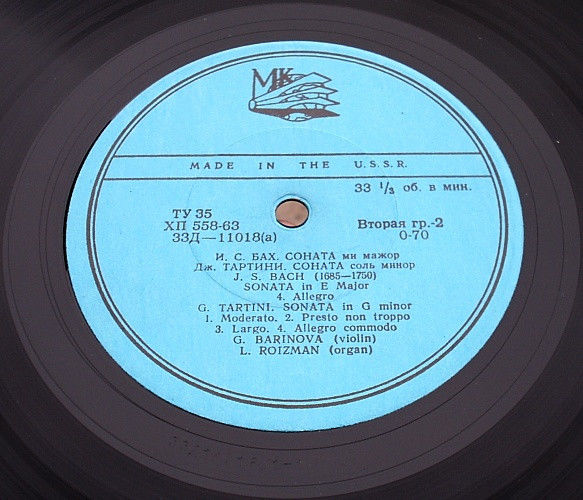 МК
MADE IN THE U.S.S.R.
33 1/3 об. в мин.
ТУ 35
ХП 558-63
33Д—11018(а)
Вторая гр.-2
0-70
И. С. БАХ. СОНАТА ми мажор
Дж. ТАРТИНИ. СОНАТА соль минор
J. S. BACH (1685—1750)
SONATA in E Major
4. Allegro
G. TARTINI. SONATA in G minor
1. Moderato. 2. Presto non troppo
3. Largo. 4. Allegro commodo
G. BARINOVA (violin)
L. ROIZMAN (organ)